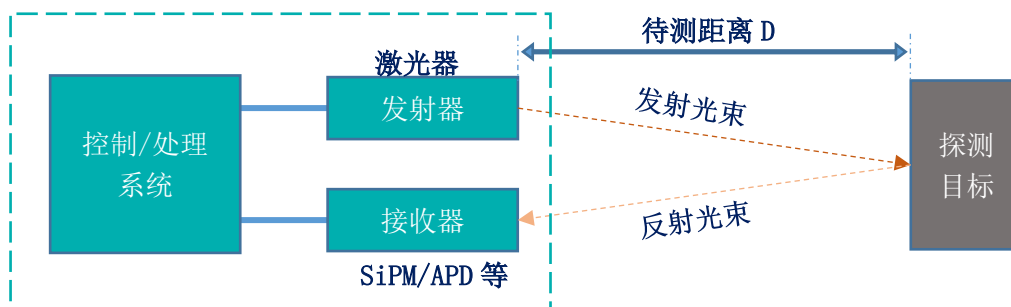 待测距离 D
激光器
发射器
发射光束
控制/处理
系统
探测
目标
接收器
反射光束
SiPM/APD 等